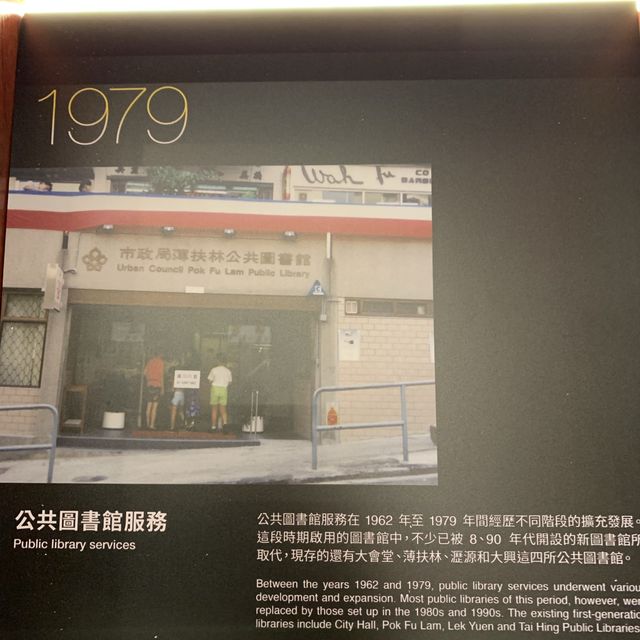 1979
Wah Fu
市政局薄扶林公共圖書館
Urban Council Pok Fu Lam Public Library
公共圖書館服務
Public library services
公共圖書館服務在 1962 年至 1979 年間經歷不同階段的擴充發展。
這段時期啟用的圖書館中，不少已被 8、90 年代開設的新圖書館所
取代，現存的還有大會堂、薄扶林、瀝源和大興這四所公共圖書館。
Between the years 1962 and 1979, public library services underwent variou
development and expansion. Most public libraries of this period, however, wer
replaced by those set up in the 1980s and 1990s. The existing first-generatio
libraries include City Hall, Pok Fu Lam, Lek Yuen and Tai Hing Public Libraries